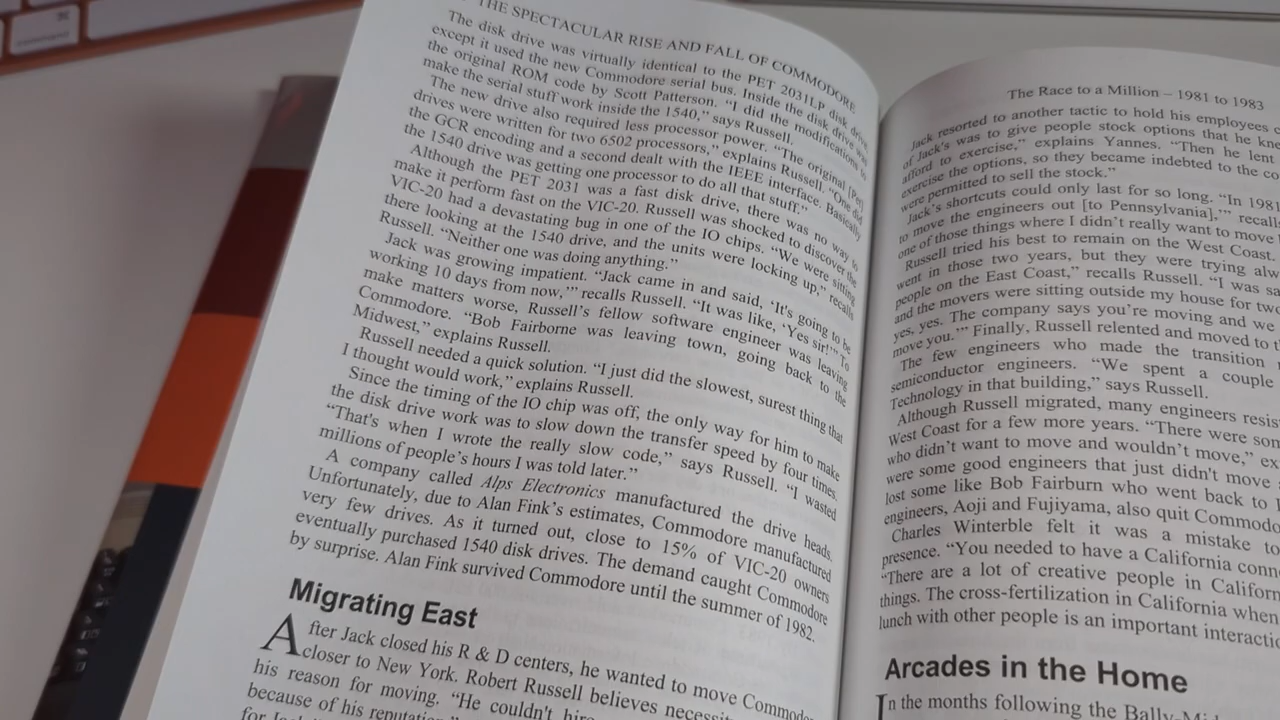 THE SPECTACULAR RISE AND FALL OF COMMODORE
The disk drive was virtually identical to the PET 2031LP disk drive
except it used the new Commodore serial bus. Inside the disk drive was
the original ROM code by Scott Patterson. “I did the modifications to
make the serial stuff work inside the 1540,” says Russell.
The new drive also required less processor power. “The original [Pet]
drives were written for two 6502 processors,” explains Russell. “One did
the GCR encoding and a second dealt with the IEEE interface. Basically
the 1540 drive was getting one processor to do all that stuff.”
Although the PET 2031 was a fast disk drive, there was no way to
make it perform fast on the VIC-20. Russell was shocked to discover the
VIC-20 had a devastating bug in one of the IO chips. “We were sitting
there looking at the 1540 drive, and the units were locking up,” recalls
Russell. “Neither one was doing anything.”
Jack was growing impatient. “Jack came in and said, ‘It's going to be
working 10 days from now,’” recalls Russell. “It was like, ‘Yes sir!’” To
make matters worse, Russell’s fellow software engineer was leaving
Commodore. “Bob Fairborne was leaving town, going back to the
Midwest,” explains Russell.
Russell needed a quick solution. “I just did the slowest, surest thing that
I thought would work,” explains Russell.
Since the timing of the IO chip was off, the only way for him to make
the disk drive work was to slow down the transfer speed by four times.
“That's when I wrote the really slow code,” says Russell. “I wasted
millions of people’s hours I was told later.”
A company called Alps Electronics manufactured the drive heads.
Unfortunately, due to Alan Fink’s estimates, Commodore manufactured
very few drives. As it turned out, close to 15% of VIC-20 owners
eventually purchased 1540 disk drives. The demand caught Commodore
by surprise. Alan Fink survived Commodore until the summer of 1982.
Migrating East
After Jack closed his R & D centers, he wanted to move Commodo
closer to New York. Robert Russell believes necessi
his reason for moving. “He couldn't hire
because of his reputation,”
for
The Race to a Million – 1981 to 1983
Jack resorted to another tactic to hold his employees
of Jack's was to give people stock options that he kne
afford to exercise,” explains Yannes. “Then he lent
exercise the options, so they became indebted to the co
were permitted to sell the stock.”
Jack’s shortcuts could only last for so long. “In 1981
to move the engineers out [to Pennsylvania],’” recall
one of those things where I didn’t really want to move
Russell tried his best to remain on the West Coast.
went in those two years, but they were trying alw
people on the East Coast,” recalls Russell. “I was sa
and the movers were sitting outside my house for two
yes, yes. The company says you’re moving and we
move you.’” Finally, Russell relented and moved to t
The few engineers who made the transition
semiconductor engineers. “We spent a couple
Technology in that building,” says Russell.
Although Russell migrated, many engineers resis
West Coast for a few more years. “There were som
who didn’t want to move and wouldn’t move,” ex
were some good engineers that just didn't move
lost some like Bob Fairburn who went back to
engineers, Aoji and Fujiyama, also quit Commodo
Charles Winterble felt it was a mistake to
presence. “You needed to have a California conn
“There are a lot of creative people in Californ
things. The cross-fertilization in California when
lunch with other people is an important interactio
Arcades in the Home
In the months following the Bally-Mid